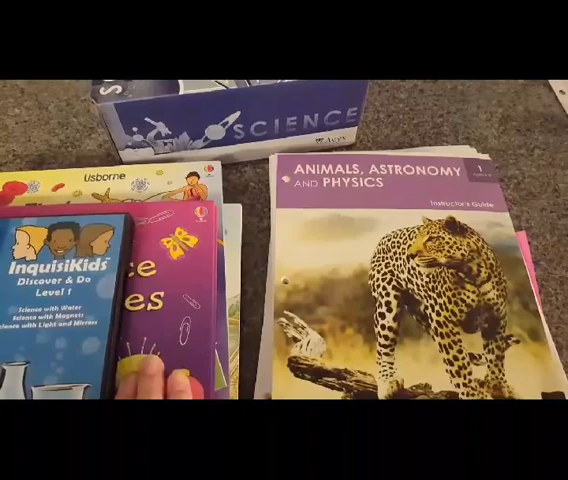 SCIENCE
Usborne
ANIMALS, ASTRONOMY
AND PHYSICS
1
Instructor's Guide
InquisiKids
Discover & Do
Level 1
Science with Water
Science with Magnets
Science with Light and Mirrors